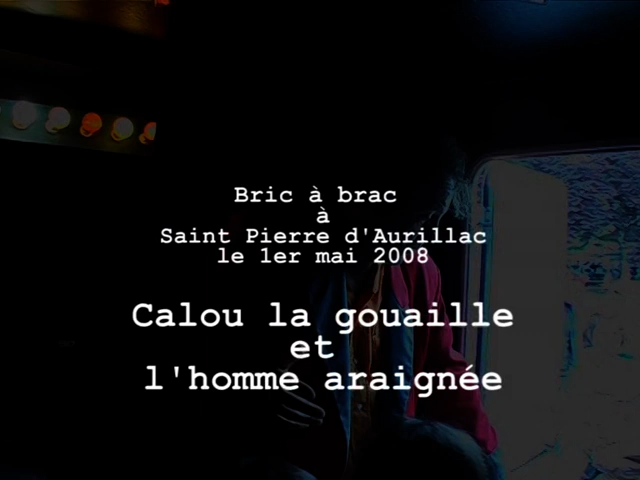 Bric à brac
à
Saint Pierre d'Aurillac
le 1er mai 2008
Calou la gouaille
et
l'homme araignée